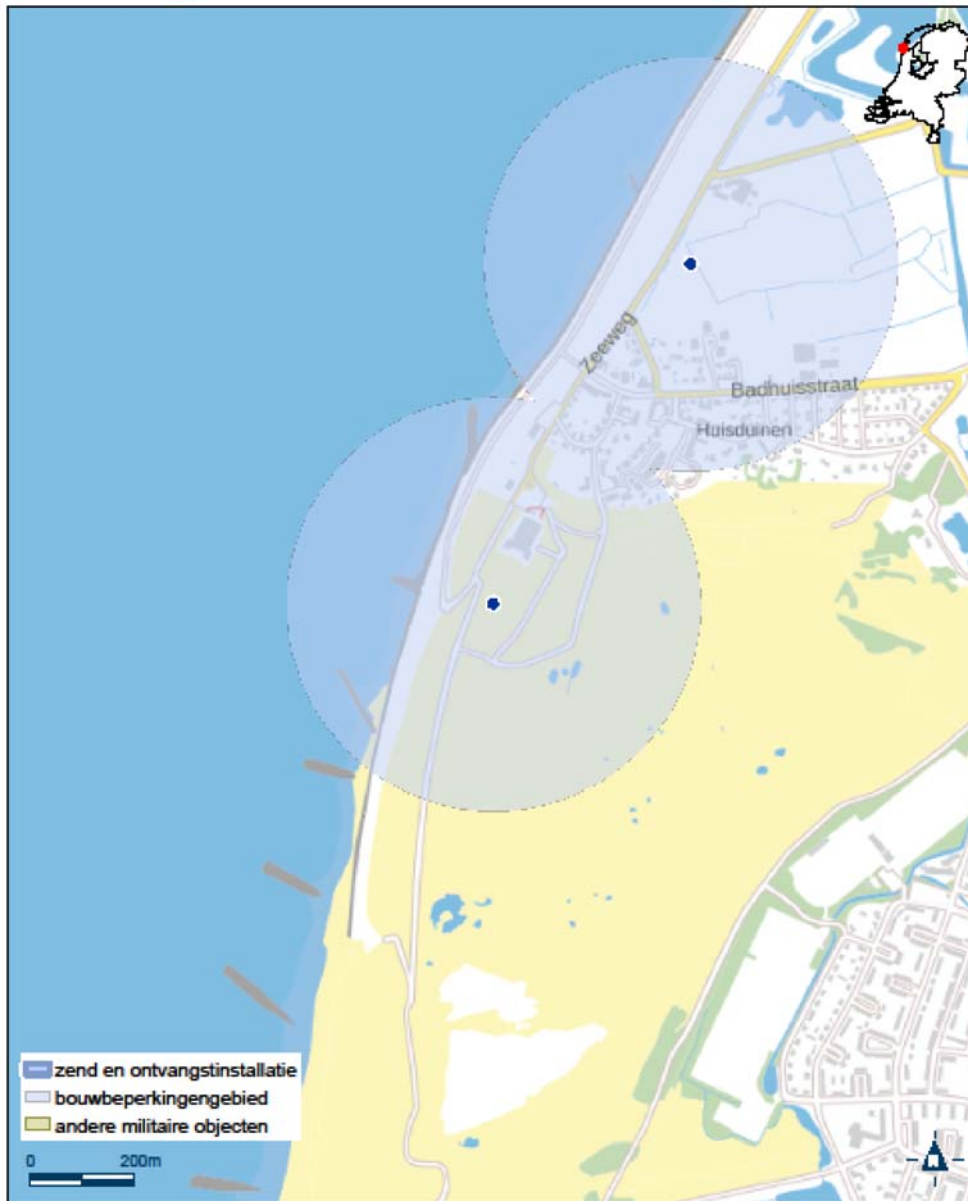 Zeeweg
Badhuisstraat
Huisduinen
zend en ontvangstinstallatie
bouwbeperkingengebied
andere militaire objecten
0 200m